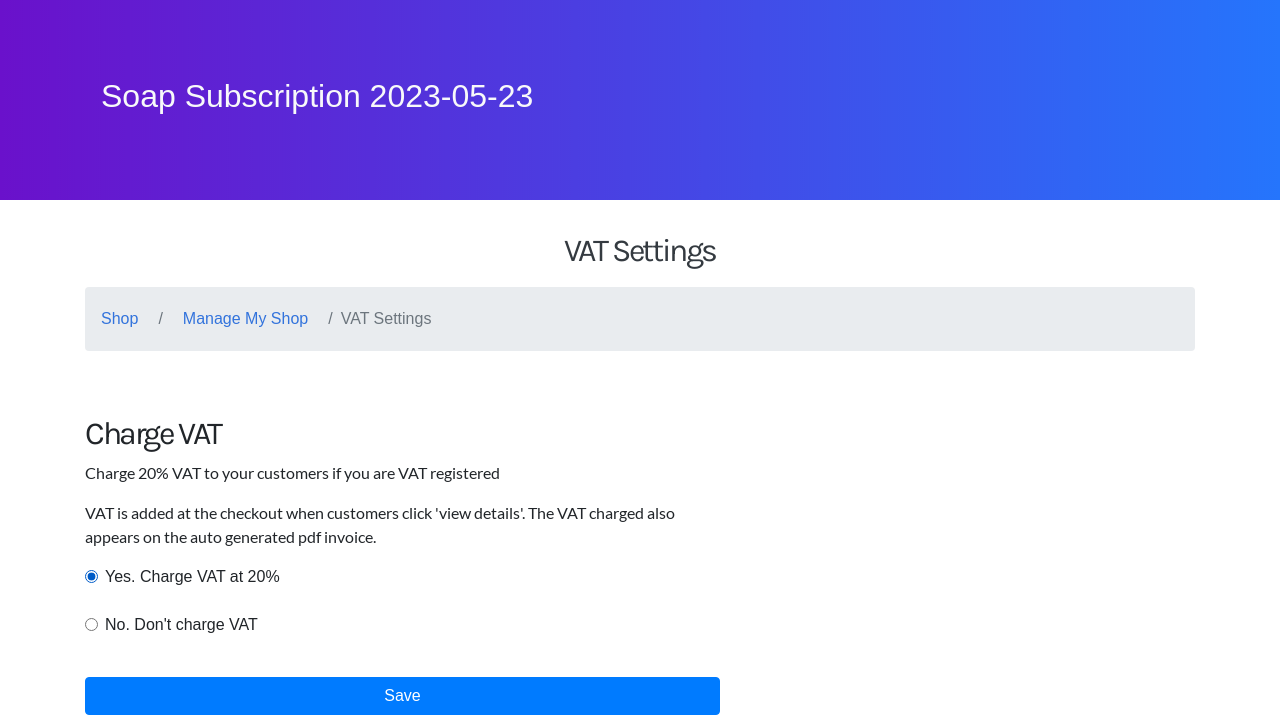 Soap Subscription 2023-05-23
VAT Settings
Shop / Manage My Shop / VAT Settings
Charge VAT
Charge 20% VAT to your customers if you are VAT registered
VAT is added at the checkout when customers click 'view details'. The VAT charged also
appears on the auto generated pdf invoice.
Yes. Charge VAT at 20%
No. Don't charge VAT
Save